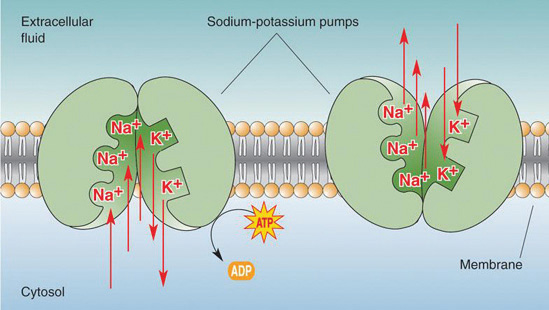 Extracellular
fluid
Sodium-potassium pumps
Na+
K+
Na+
K+
Na+
ATP
ADP
Na+
K+
Na+
K+
Na+
Membrane
Cytosol